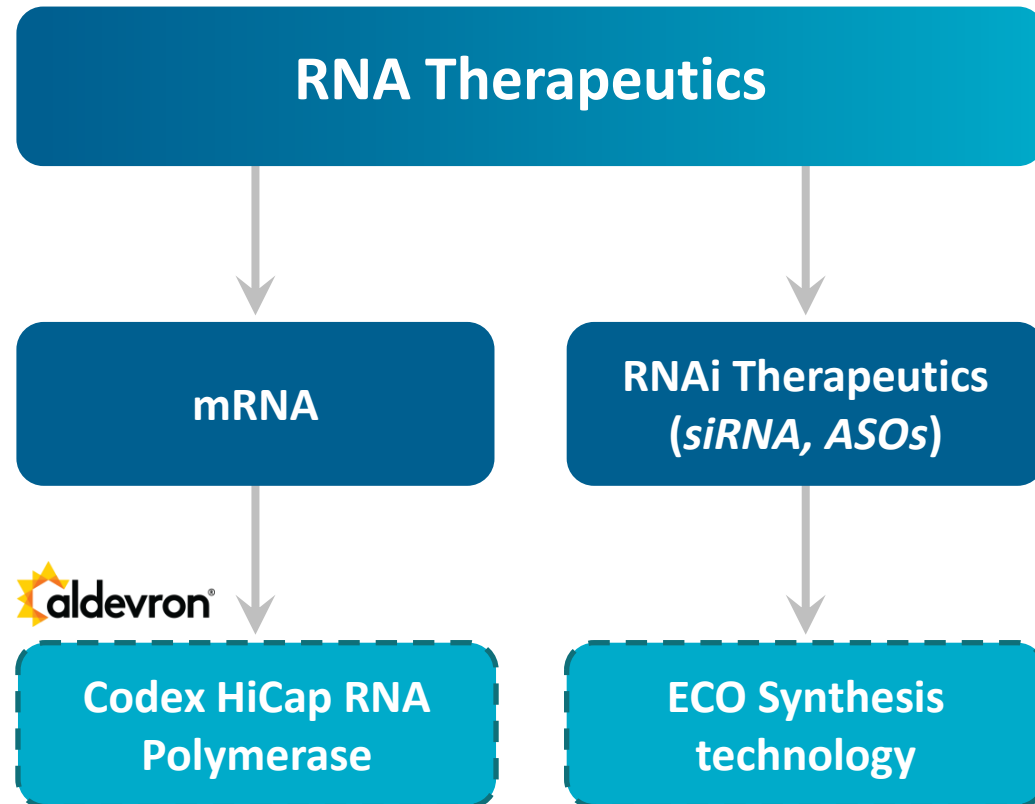 RNA Therapeutics
mRNA
RNAi Therapeutics
(siRNA, ASOs)
aldevron®
Codex HiCap RNA
Polymerase
ECO Synthesis
technology